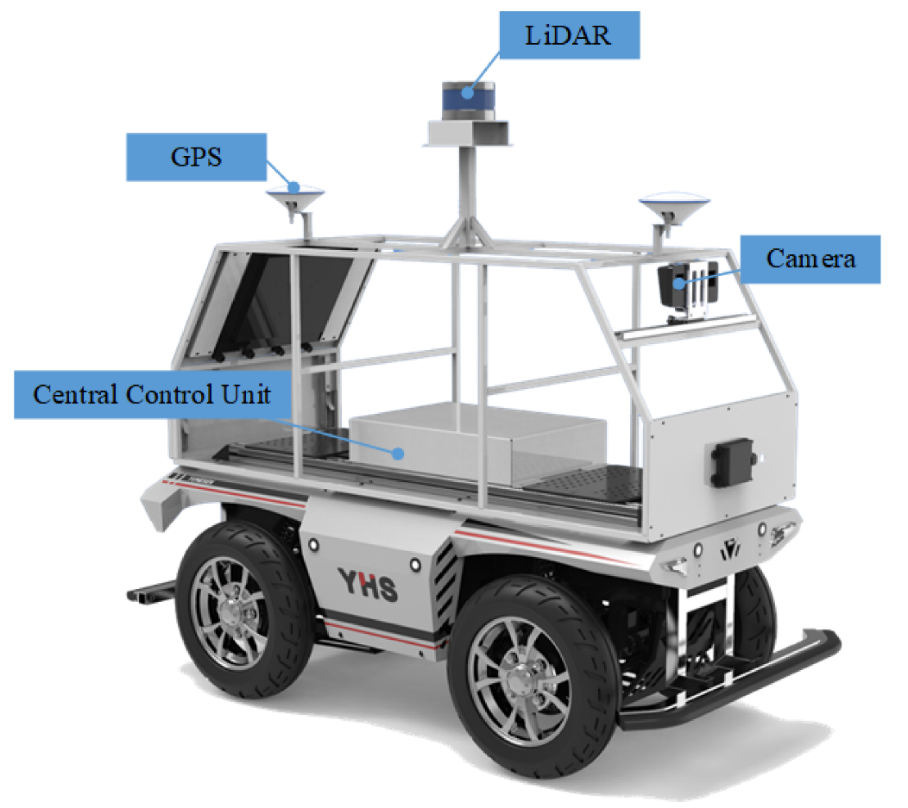 LiDAR
GPS
Camera
Central Control Unit
YHS